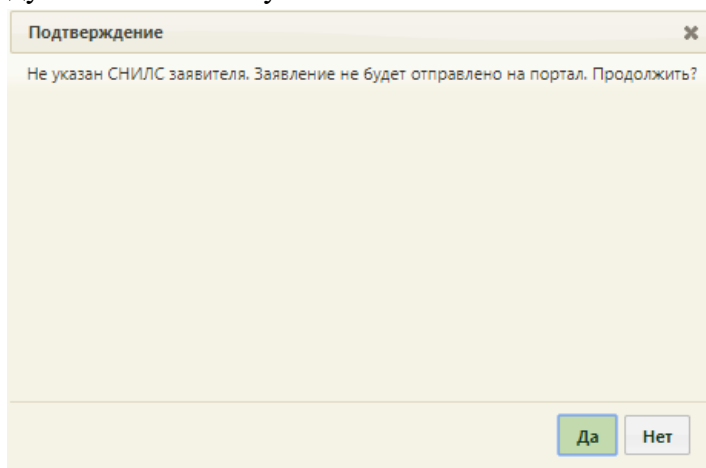 Подтверждение
Не указан СНИЛС заявителя. Заявление не будет отправлено на портал. Продолжить?
Да Нет